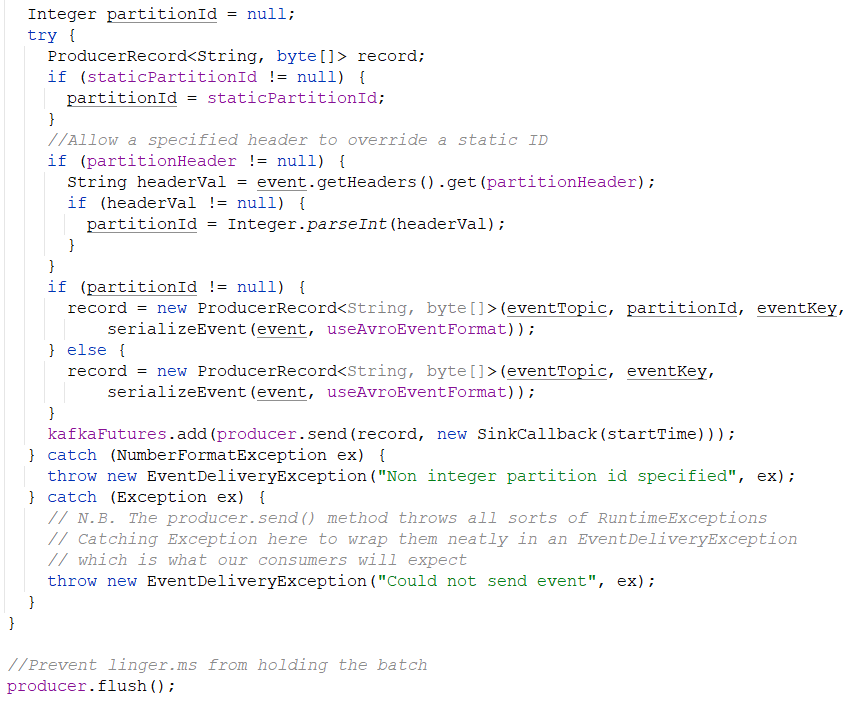 Integer partitionId = null;
try {
ProducerRecord<String, byte[]> record;
if (staticPartitionId != null) {
partitionId = staticPartitionId;
}
//Allow a specified header to override a static ID
if (partitionHeader != null) {
String headerVal = event.getHeaders().get(partitionHeader);
if (headerVal != null) {
partitionId = Integer.parseInt(headerVal);
}
}
if (partitionId != null) {
record = new ProducerRecord<String, byte[]>(eventTopic, partitionId, eventKey,
serializeEvent(event, useAvroEventFormat));
} else {
record = new ProducerRecord<String, byte[]>(eventTopic, eventKey,
serializeEvent(event, useAvroEventFormat));
}
kafkaFutures.add(producer.send(record, new SinkCallback(startTime)));
} catch (NumberFormatException ex) {
throw new EventDeliveryException("Non integer partition id specified", ex);
} catch (Exception ex) {
// N.B. The producer.send() method throws all sorts of RuntimeExceptions
// Catching Exception here to wrap them neatly in an EventDeliveryException
// which is what our consumers will expect
throw new EventDeliveryException("Could not send event", ex);
}
}
//Prevent linger.ms from holding the batch
producer.flush();